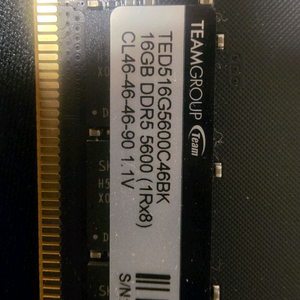 TEAMGROUP
Team
TED516G5600C46BK
16GB DDR5 5600 (1Rx8)
CL46-46-46-90 1.1V
S/N